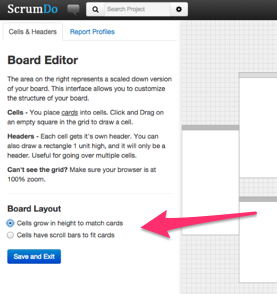 ScrumDo
Search Project
Cells & Headers
Report Profiles
Board Editor
The area on the right represents a scaled down version
of your board. This interface allows you to customize
the structure of your board.
Cells - You place cards into cells. Click and Drag on
an empty square in the grid to draw a cell.
Headers - Each cell gets it's own header. You can
also draw a rectangle 1 unit high, and it will only be a
header. Useful for going over multiple cells.
Can't see the grid? Make sure your browser is at
100% zoom.
Board Layout
Cells grow in height to match cards
Cells have scroll bars to fit cards
Save and Exit